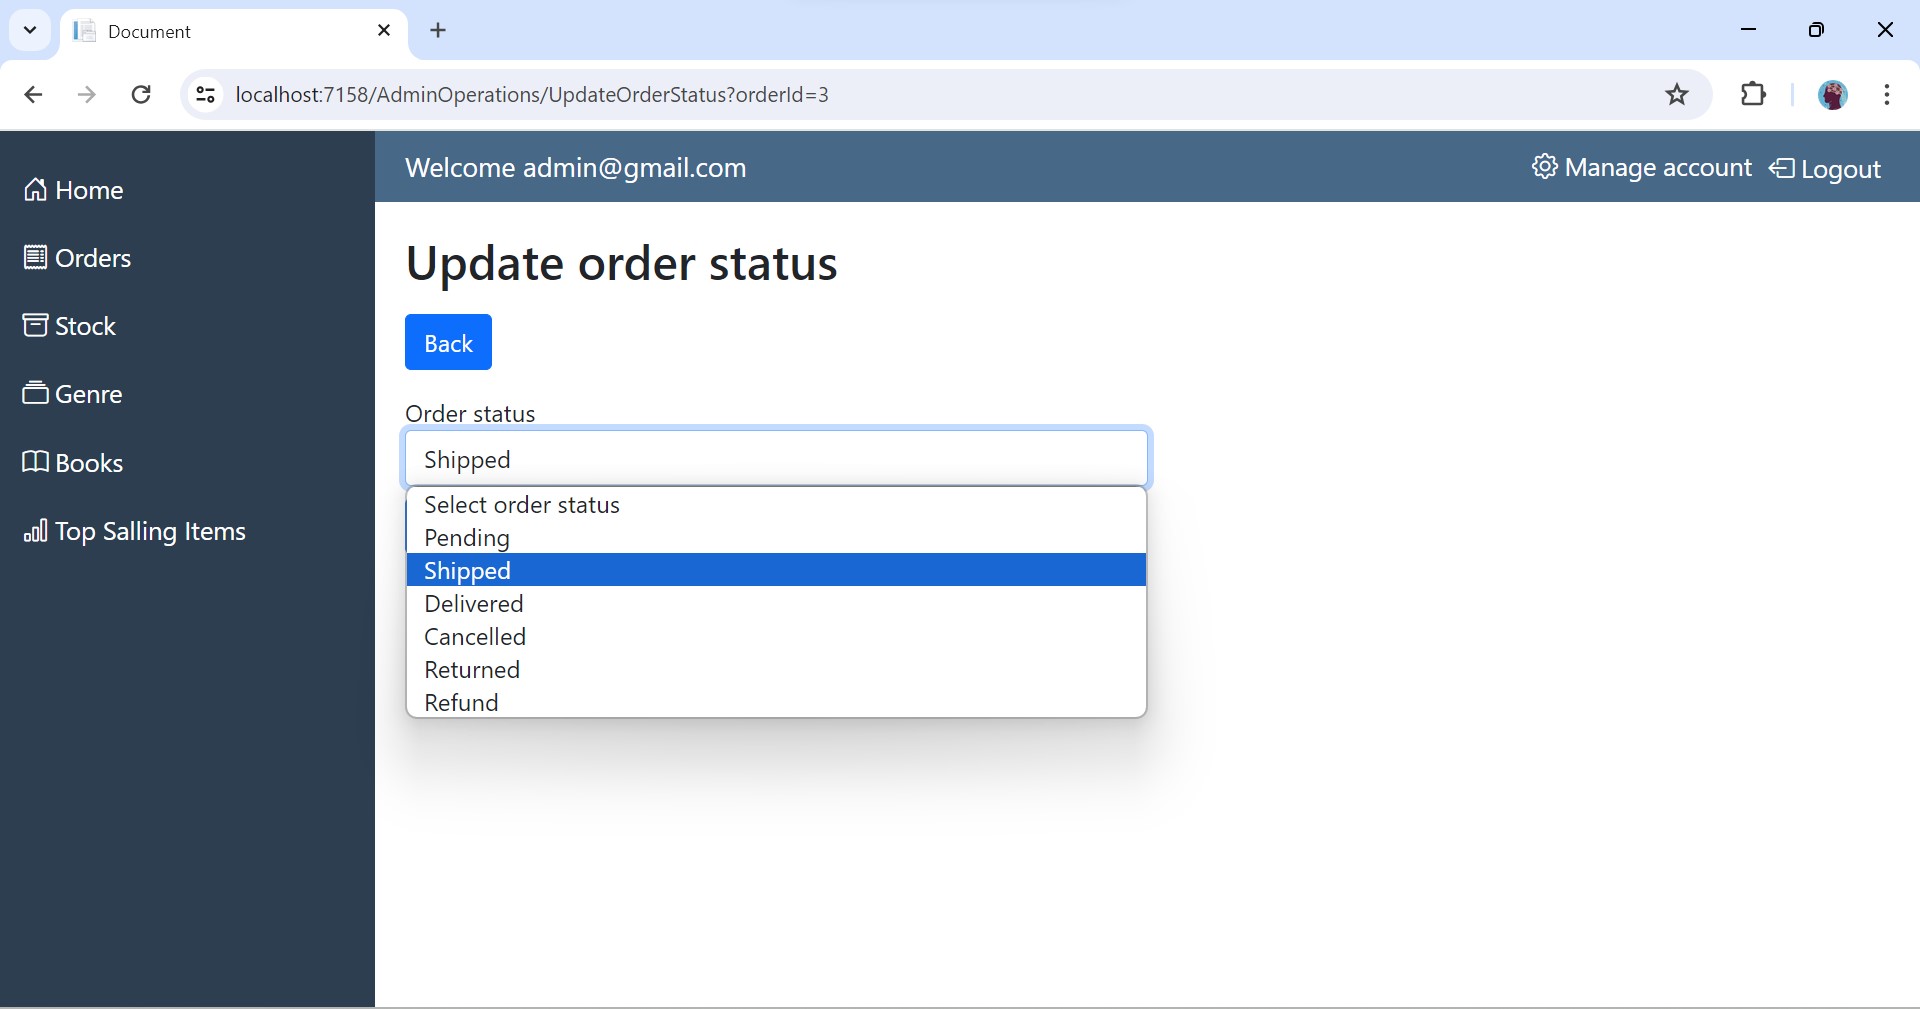 Document
localhost:7158/AdminOperations/UpdateOrderStatus?orderId=3
Welcome admin@gmail.com
Manage account
Logout
Home
Orders
Stock
Genre
Books
Top Selling Items
Update order status
Back
Order status
Shipped
Select order status
Pending
Shipped
Delivered
Cancelled
Returned
Refund